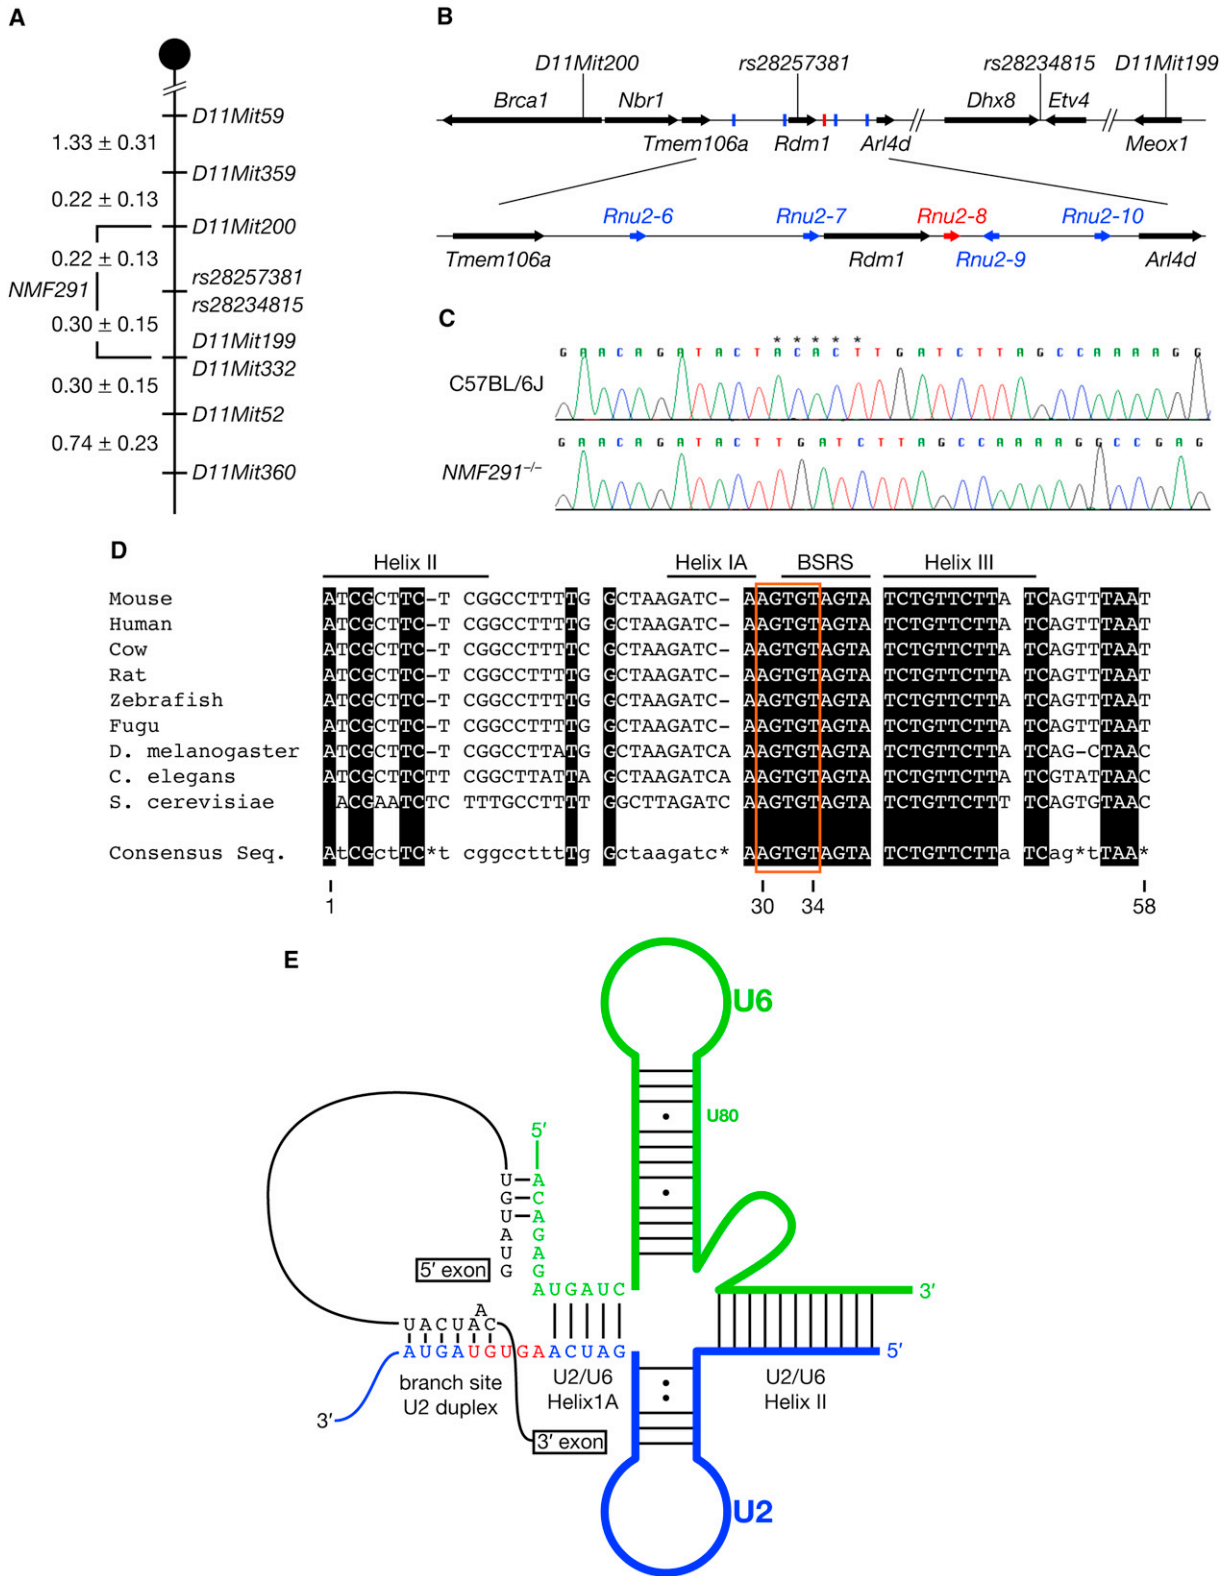 A
D11Mit59
1.33 ± 0.31
D11Mit359
0.22 ± 0.13
D11Mit200
0.22 ± 0.13
NMF291
rs28257381
rs28234815
0.30 ± 0.15
D11Mit199
D11Mit332
0.30 ± 0.15
D11Mit52
0.74 ± 0.23
D11Mit360
B
D11Mit200 rs28257381 rs28234815 D11Mit199
Brca1 Nbr1 Dhx8 Etv4
Tmem106a Rdm1 Arl4d Meox1
Rnu2-6 Rnu2-7 Rnu2-8 Rnu2-10
Tmem106a Rdm1 Rnu2-9 Arl4d
C
* * * * *
G A A C A G A T A C T A C A C T T G A T C T T A G C C A A A A G G
C57BL/6J
G A A C A G A T A C T T G A T C T T A G C C A A A A G G C C G A G
NMF291−/−
D
Helix II Helix IA BSRS Helix III
Mouse ATCGCTTC-T CGGCCTTTTG GCTAAGATC- AAGTGTAGTA TCTGTTCTTA TCAGTTTAAT
Human ATCGCTTC-T CGGCCTTTTG GCTAAGATC- AAGTGTAGTA TCTGTTCTTA TCAGTTTAAT
Cow ATCGCTTC-T CGGCCTTTTG GCTAAGATC- AAGTGTAGTA TCTGTTCTTA TCAGTTTAAT
Rat ATCGCTTC-T CGGCCTTTTG GCTAAGATC- AAGTGTAGTA TCTGTTCTTA TCAGTTTAAT
Zebrafish ATCGCTTC-T CGGCCTTTTG GCTAAGATC- AAGTGTAGTA TCTGTTCTTA TCAGTTTAAT
Fugu ATCGCTTC-T CGGCCTTTTG GCTAAGATC- AAGTGTAGTA TCTGTTCTTA TCAGTTTAAT
D. melanogaster ATCGCTTC-T CGGCCTTATG GCTAAGATCA AAGTGTAGTA TCTGTTCTTA TCAG-CTAAC
C. elegans ATCGCTTCTT CGGCTTATTA GCTAAGATCA AAGTGTAGTA TCTGTTCTTA TCGTATTAAC
S. cerevisiae ACGAATCTC TTTGCCTTTT GGCTTAGATC AAGTGTAGTA TCTGTTCTTT TCAGTGTAAC
Consensus Seq. AtCGctTC*t cggccttttTg Gctaagatc* AAGTGTAGTA TCTGTTCTTa TCag*tTAA*
1 30 34 58
E
U6
U80
5′
UGUAUG
ACAGAGA
5′ exon
UGAUC
3′
A
UACUAC
AUGAUGUGAACUAG
5′
branch site
U2 duplex
U2/U6
Helix1A
U2/U6
Helix II
3′
3′ exon
U2